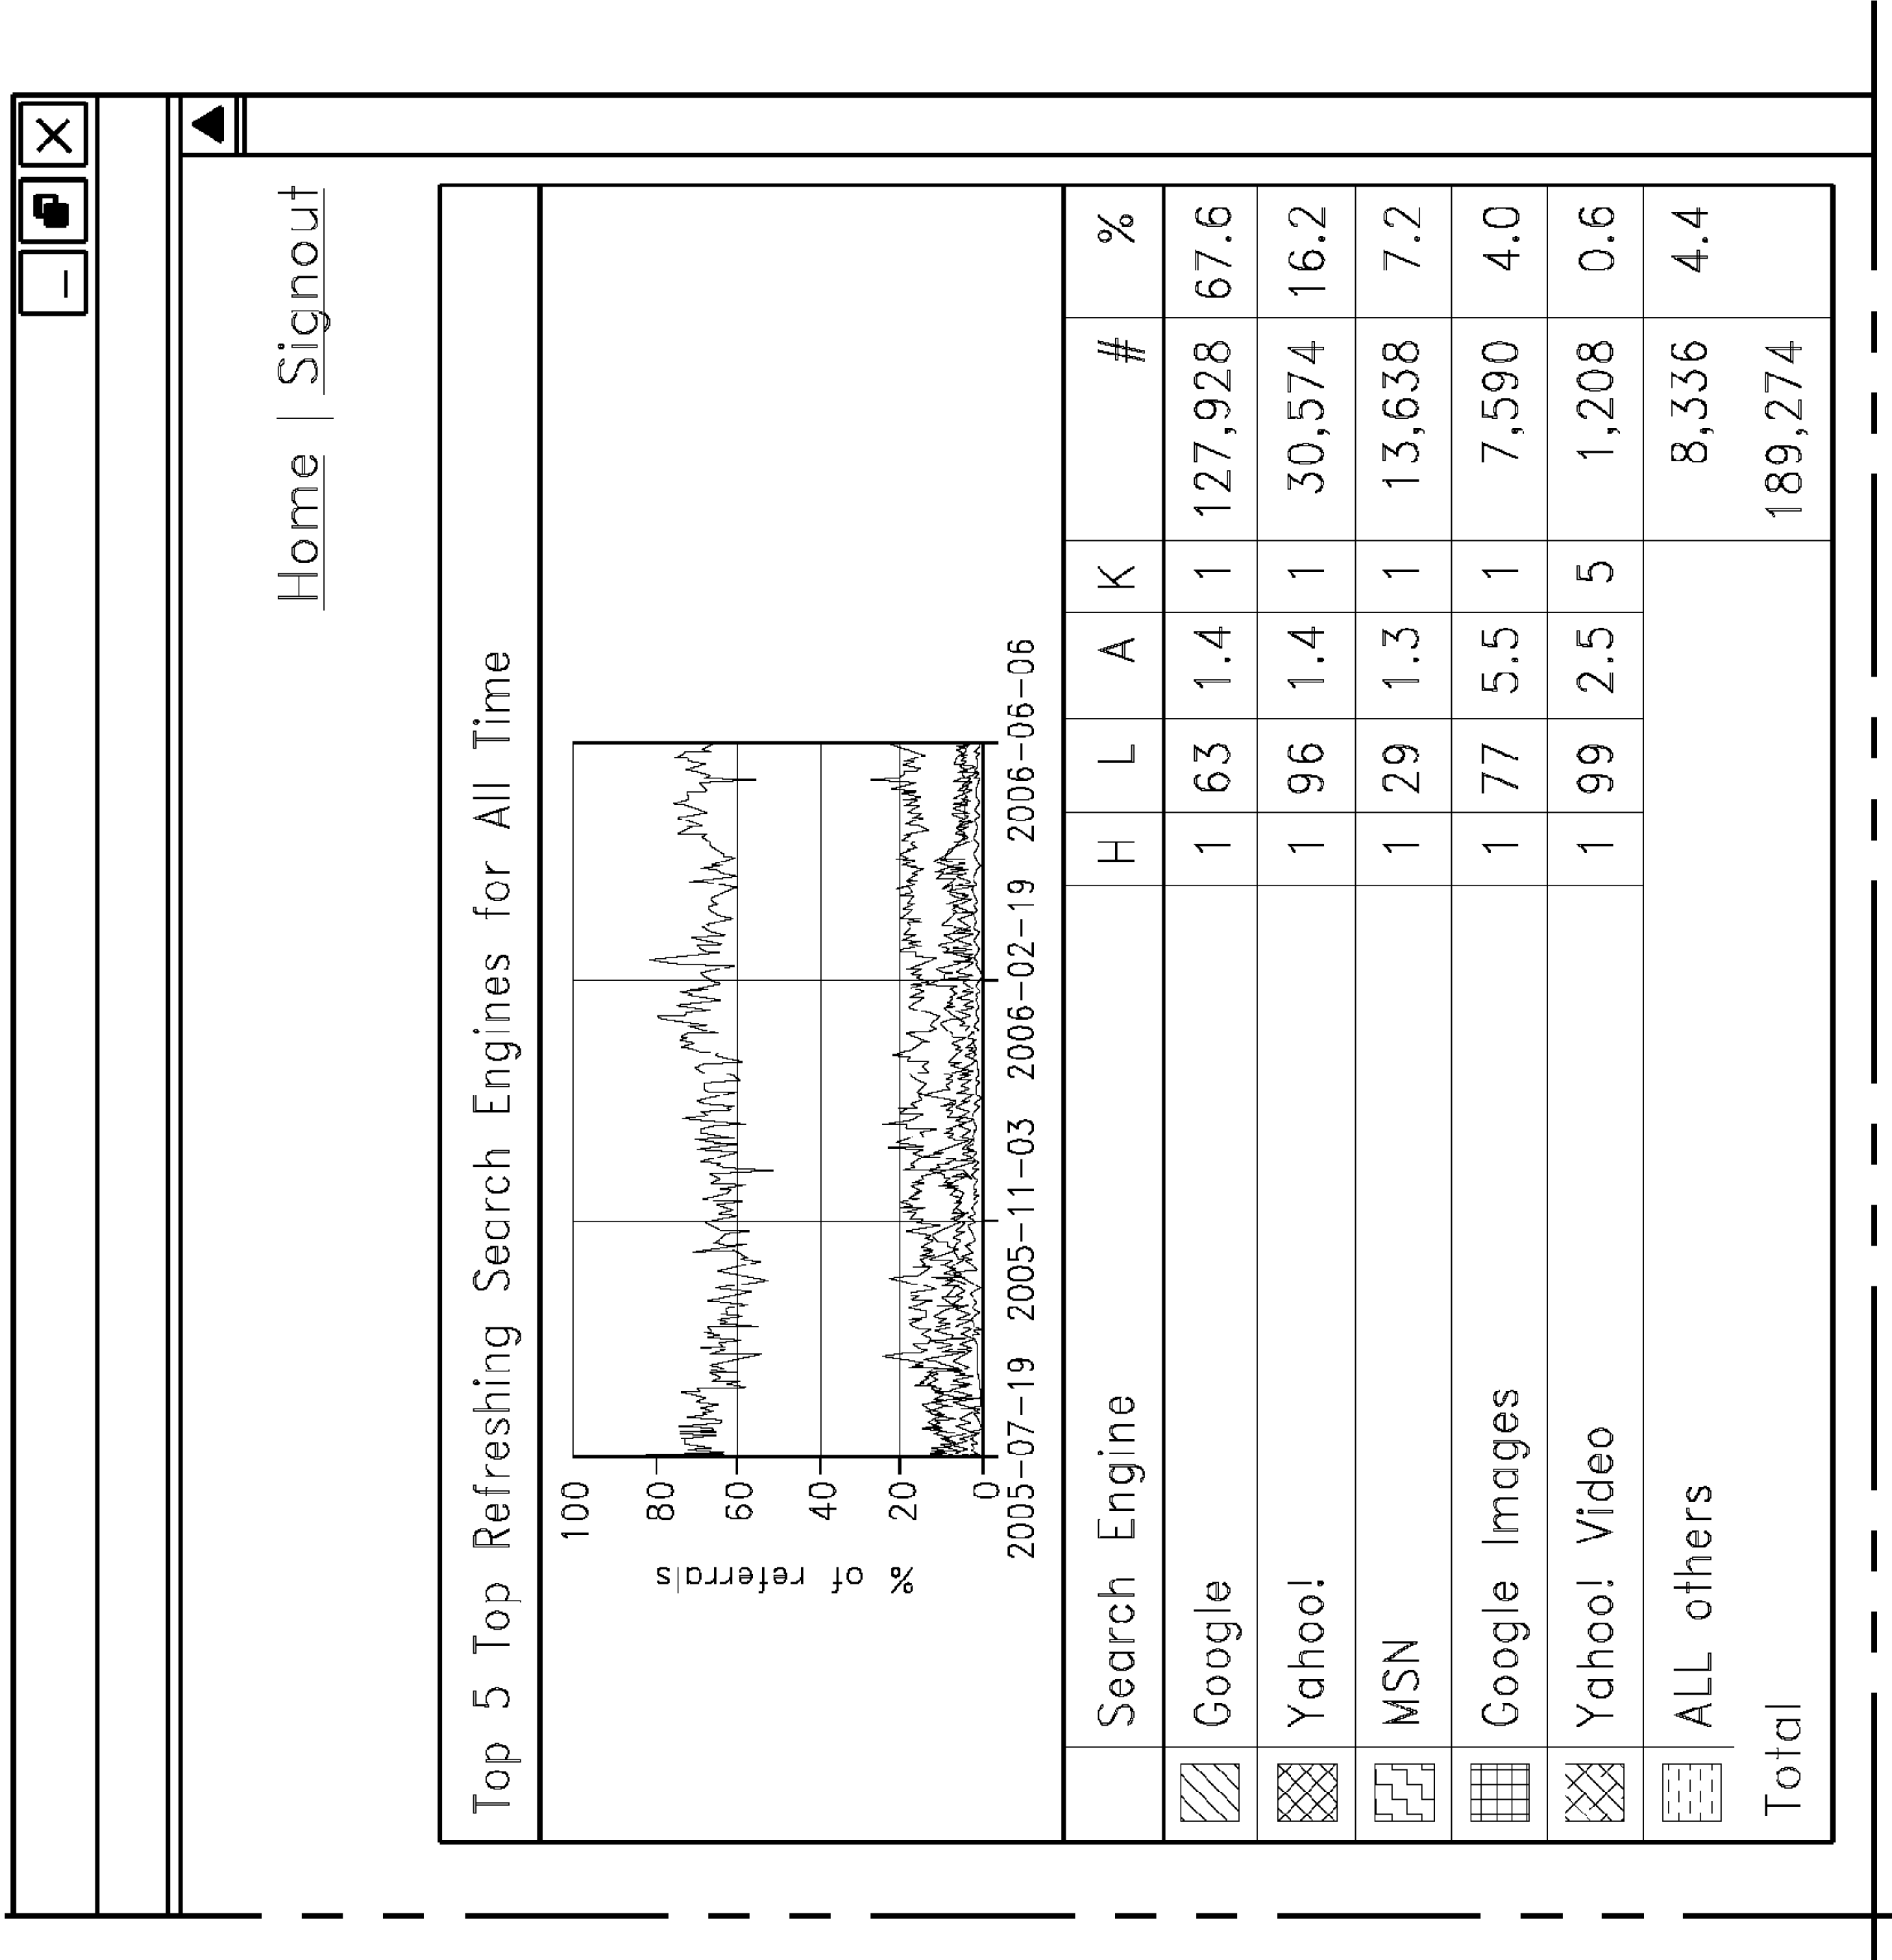 Home | Signout
Top 5 Top Refreshing Search Engines for All Time
% of referrals
100
80
60
40
20
0
2005-07-19 2005-11-03 2006-02-19 2006-06-06
Search Engine H L A K # %
Google 1 63 1.4 1 127,928 67.6
Yahoo! 1 96 1.4 1 30,574 16.2
MSN 1 29 1.3 1 13,638 7.2
Google Images 1 77 5.5 1 7,590 4.0
Yahoo! Video 1 99 2.5 5 1,208 0.6
ALL others 8,336 4.4
Total 189,274